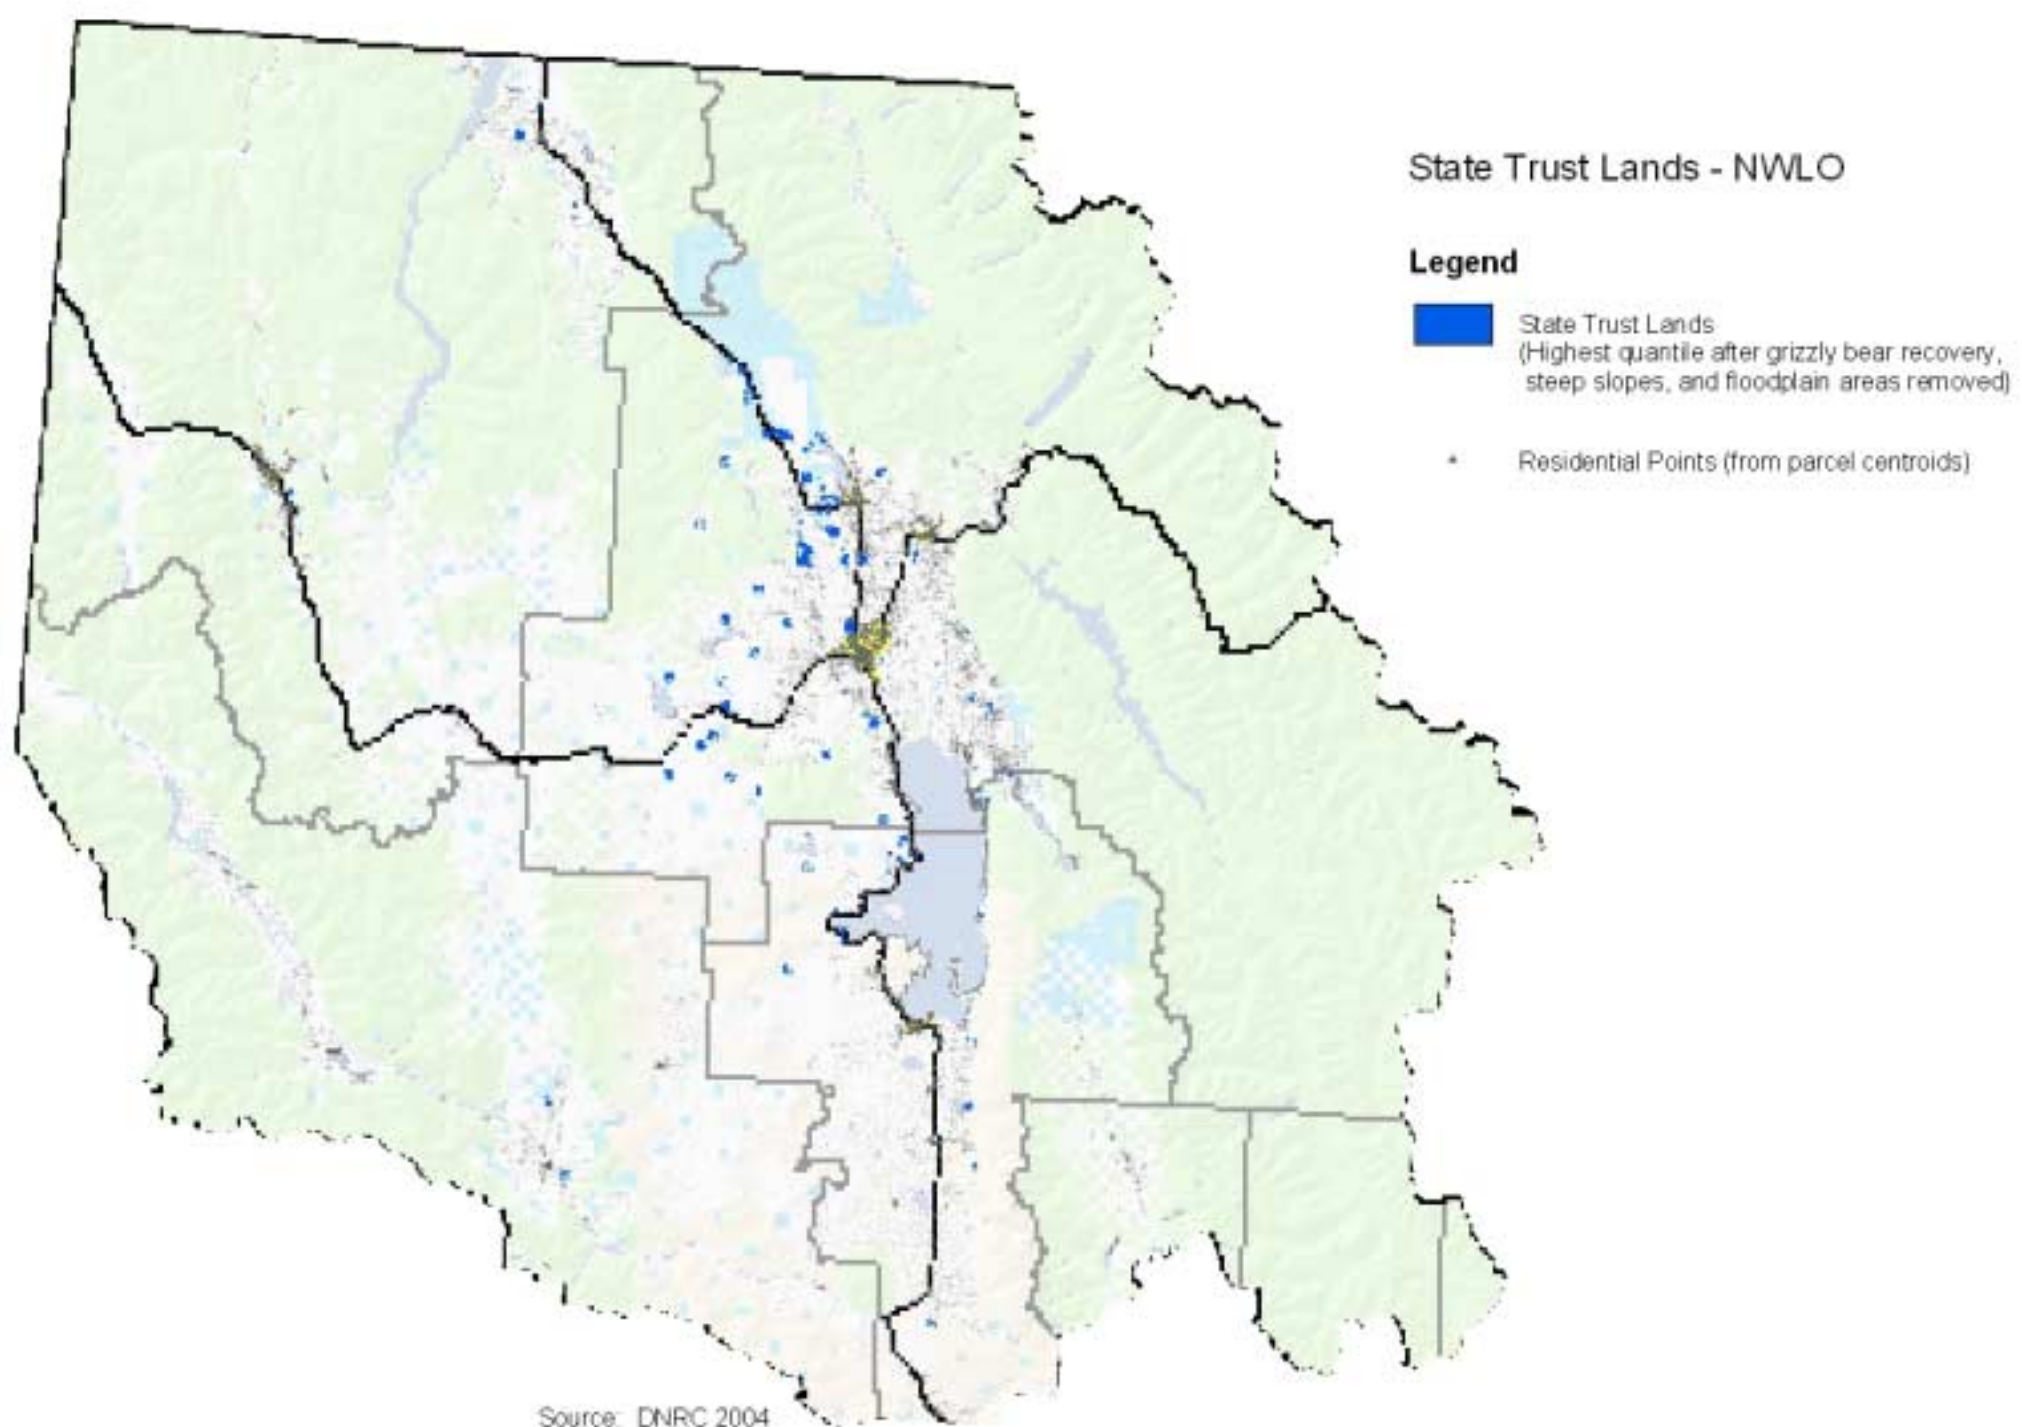 State Trust Lands - NWLO
Legend
State Trust Lands
(Highest quantile after grizzly bear recovery,
steep slopes, and floodplain areas removed)
Residential Points (from parcel centroids)
Source: DNRC 2004